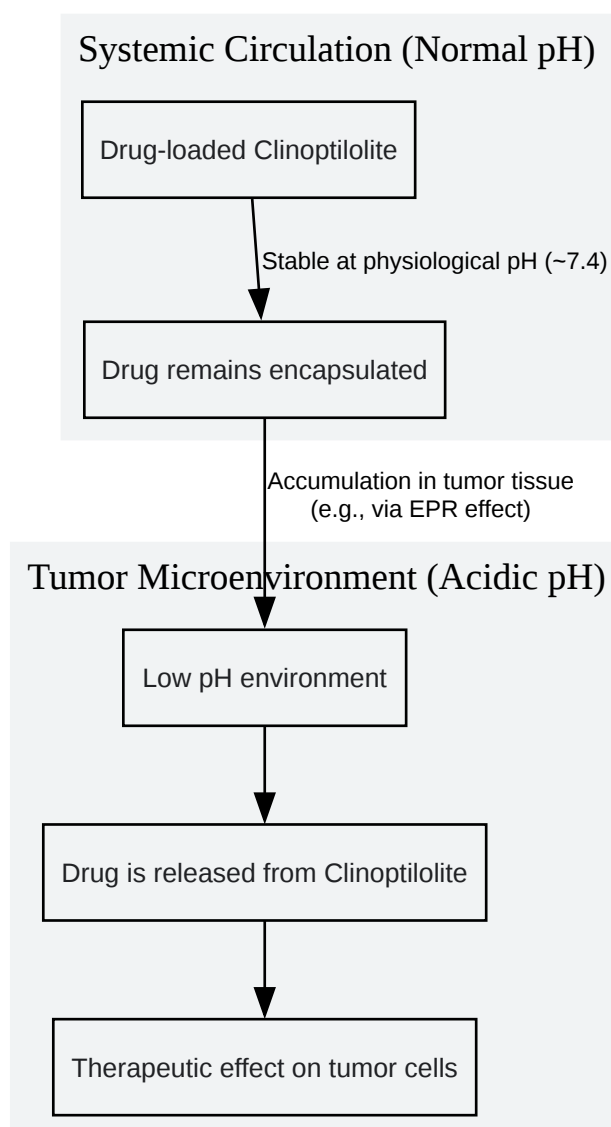 Systemic Circulation (Normal pH)
Drug-loaded Clinoptilolite
Stable at physiological pH (~7.4)
Drug remains encapsulated
Accumulation in tumor tissue
(e.g., via EPR effect)
Tumor Microenvironment (Acidic pH)
Low pH environment
Drug is released from Clinoptilolite
Therapeutic effect on tumor cells